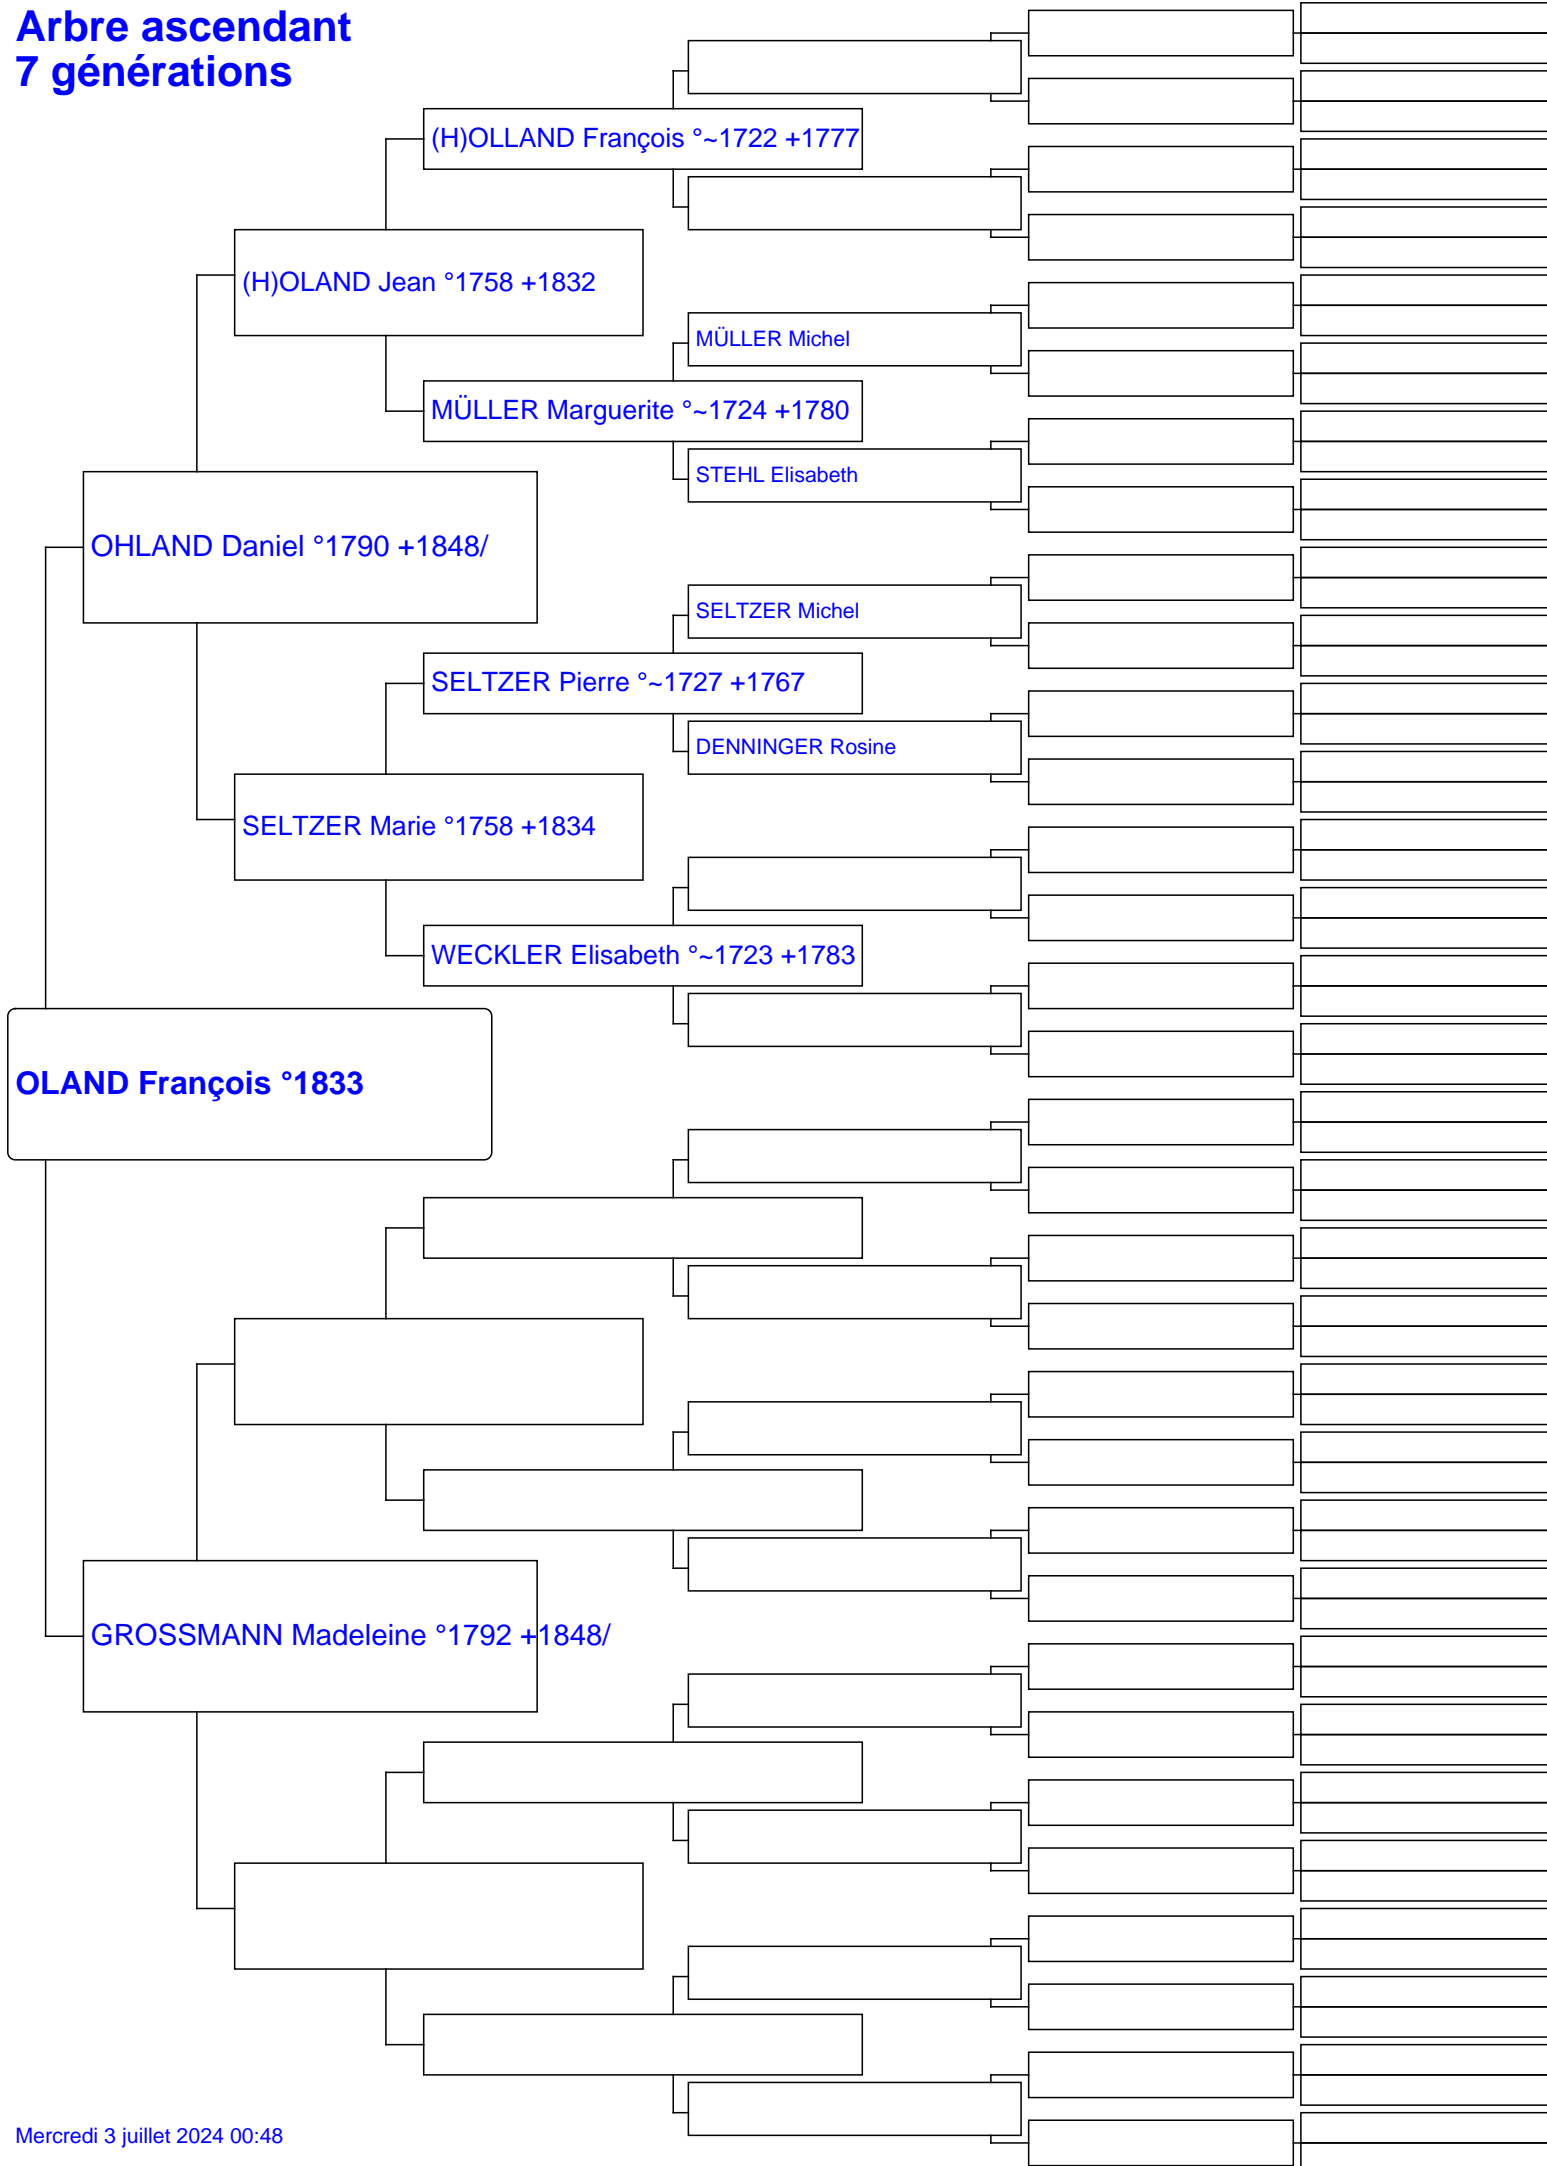 Arbre ascendant
7 générations
(H)OLLAND François °~1722 +1777
(H)OLAND Jean °1758 +1832
MÜLLER Michel
MÜLLER Marguerite °~1724 +1780
STEHL Elisabeth
OHLAND Daniel °1790 +1848/
SELTZER Michel
SELTZER Pierre °~1727 +1767
DENNINGER Rosine
SELTZER Marie °1758 +1834
WECKLER Elisabeth °~1723 +1783
OLAND François °1833
GROSSMANN Madeleine °1792 +1848/
Mercredi 3 juillet 2024 00:48